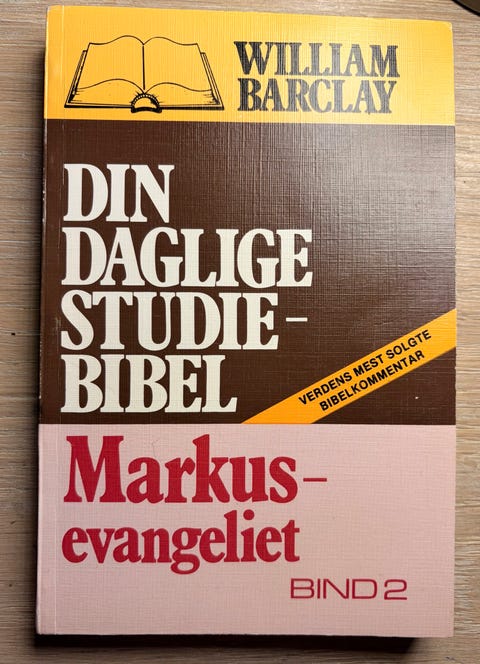 WILLIAM
BARCLAY
DIN
DAGLIGE
STUDIE-
BIBEL
VERDENS MEST SOLGTE
BIBELKOMMENTAR
Markus-
evangeliet
BIND 2